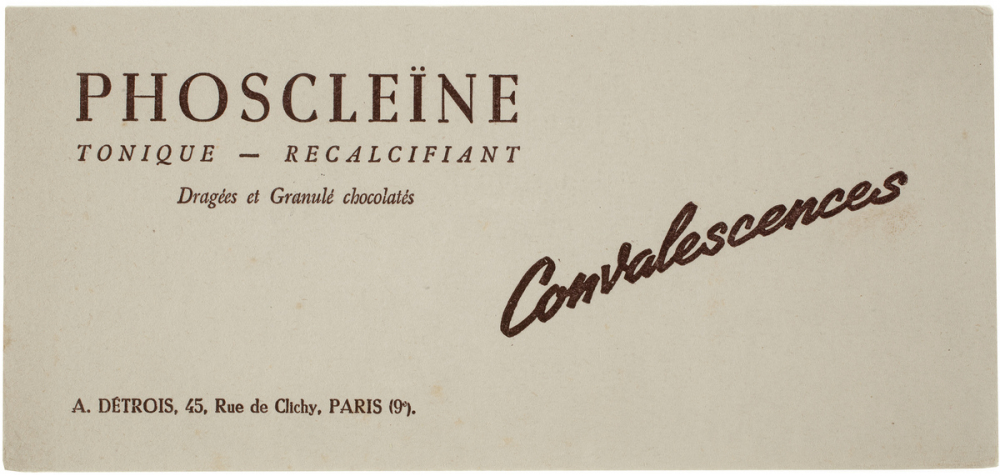 PHOSCLEÏNE
TONIQUE — RECALCIFIANT
Dragées et Granulé chocolatés
Convalescences
A. DÉTROIS, 45, Rue de Clichy, PARIS (9ᵉ).